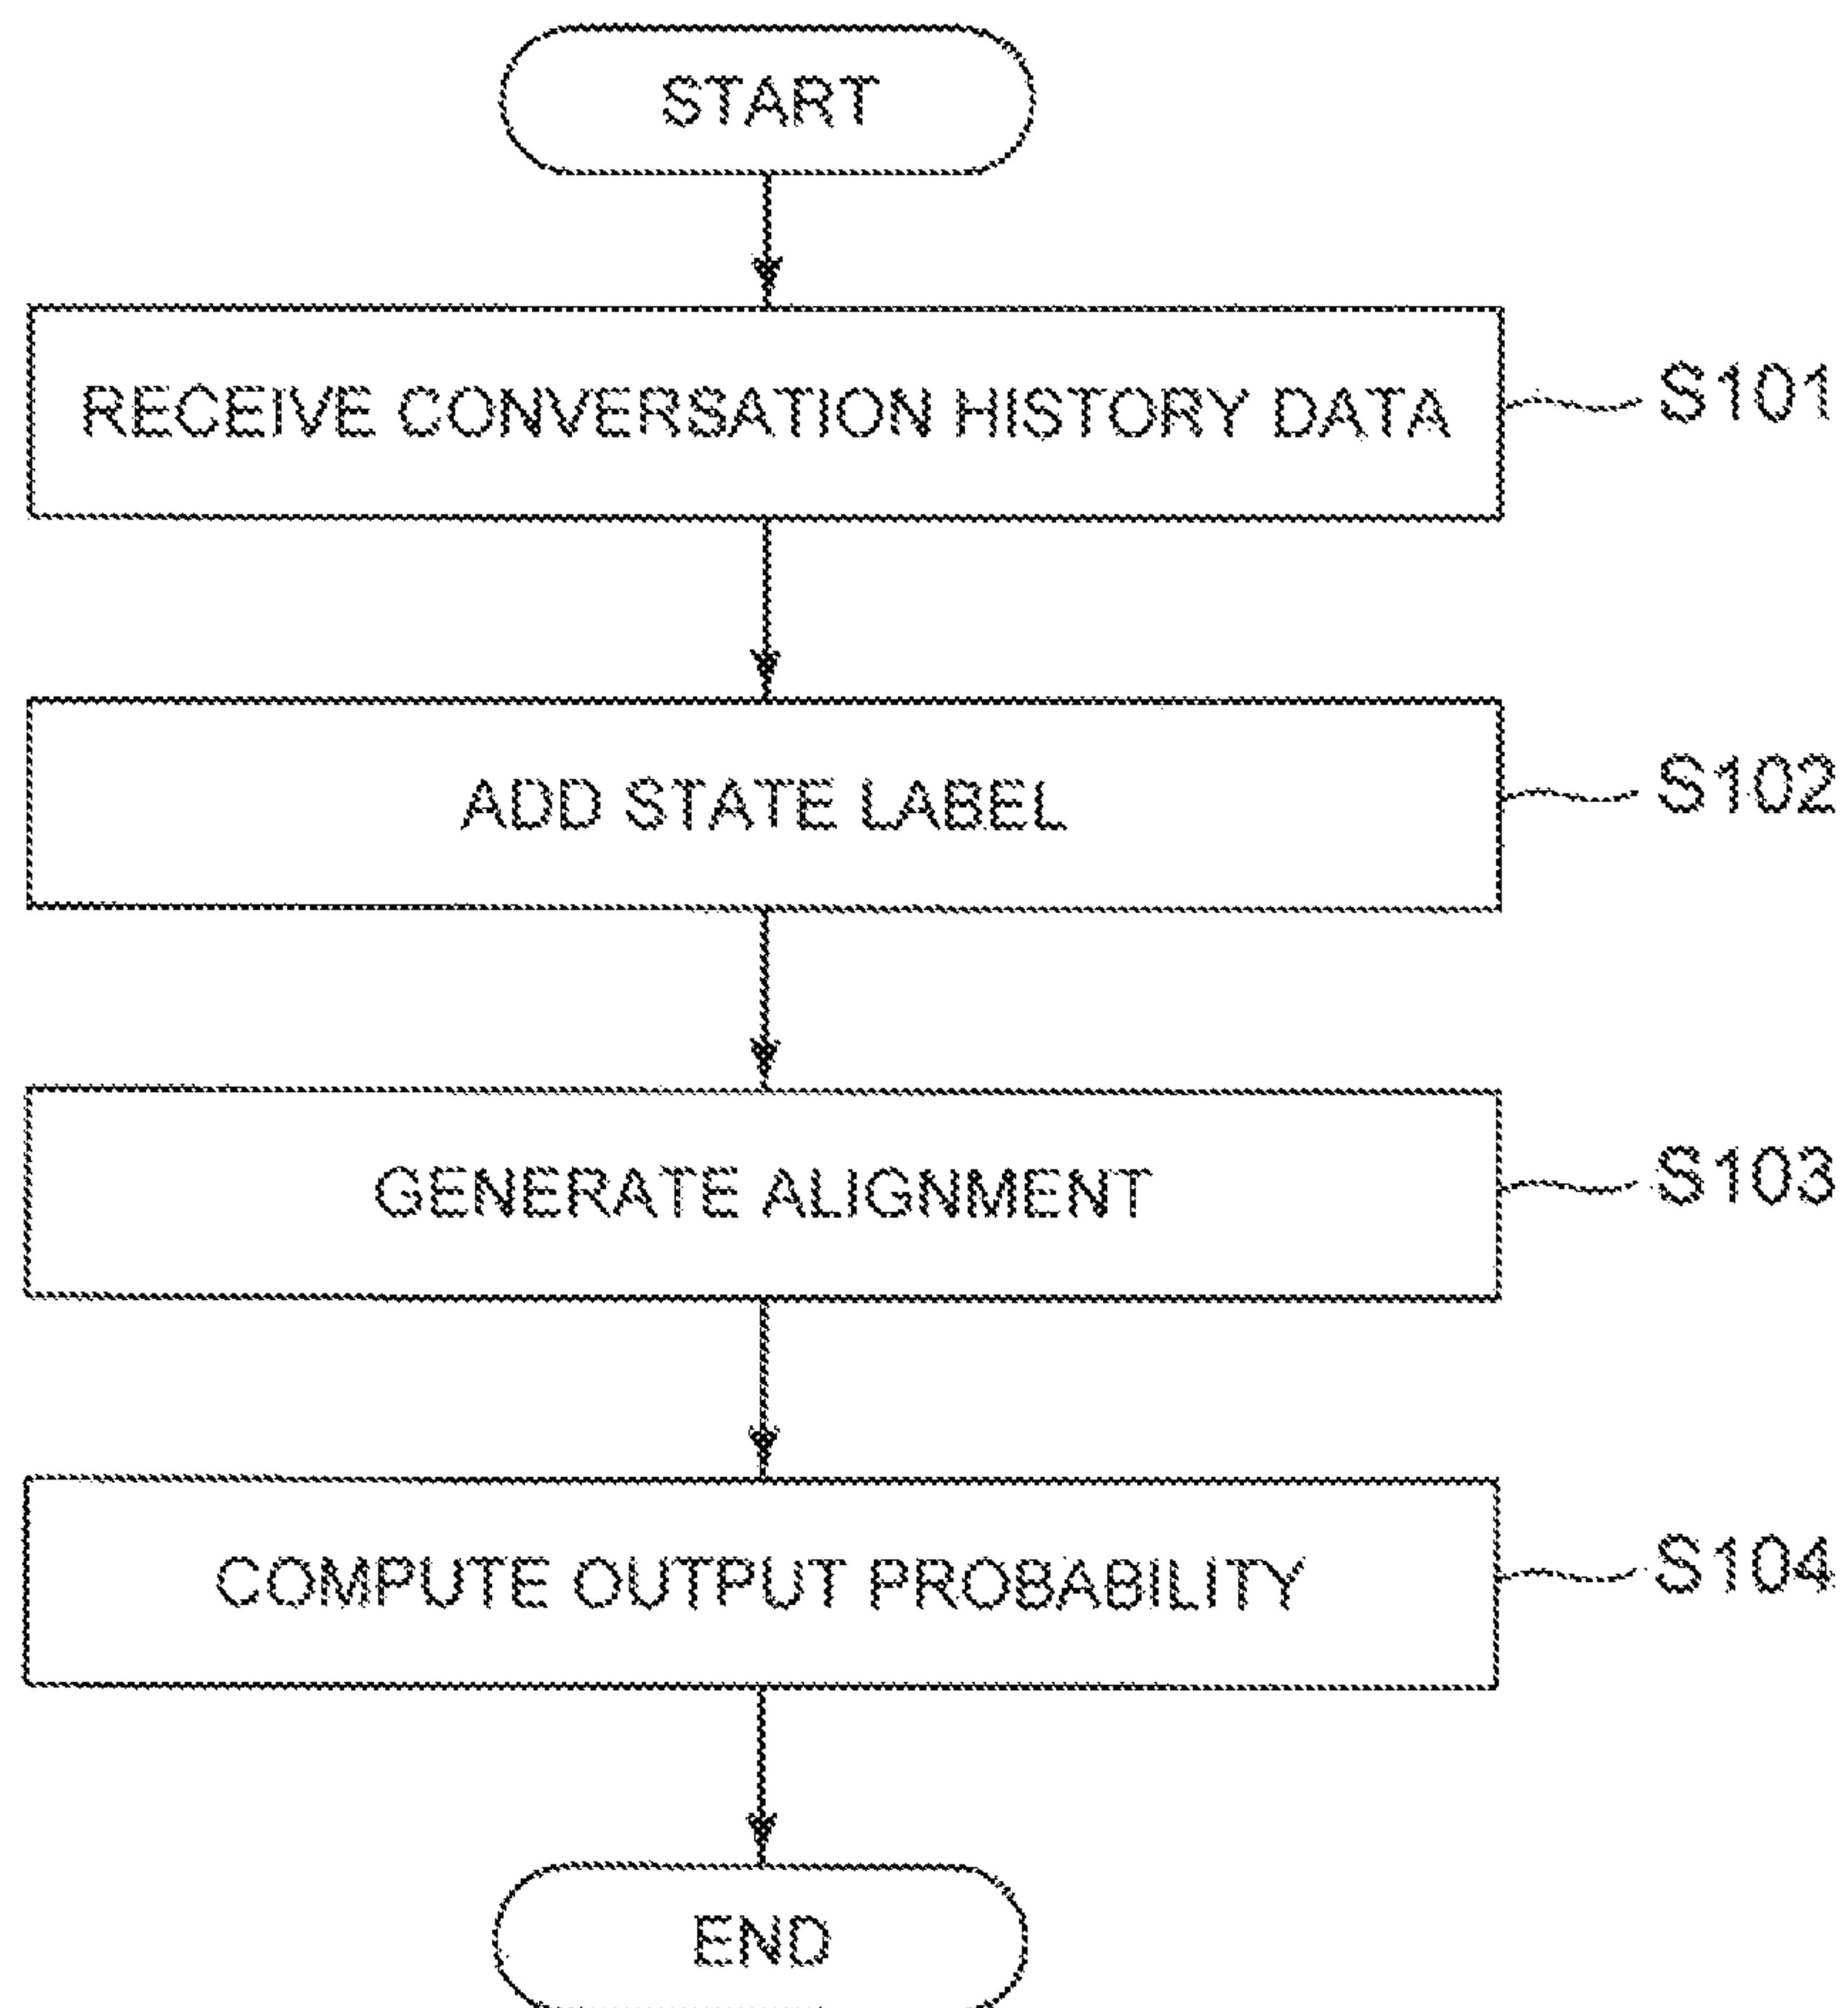 START
RECEIVE CONVERSATION HISTORY DATA
S101
ADD STATE LABEL
S102
GENERATE ALIGNMENT
S103
COMPUTE OUTPUT PROBABILITY
S104
END